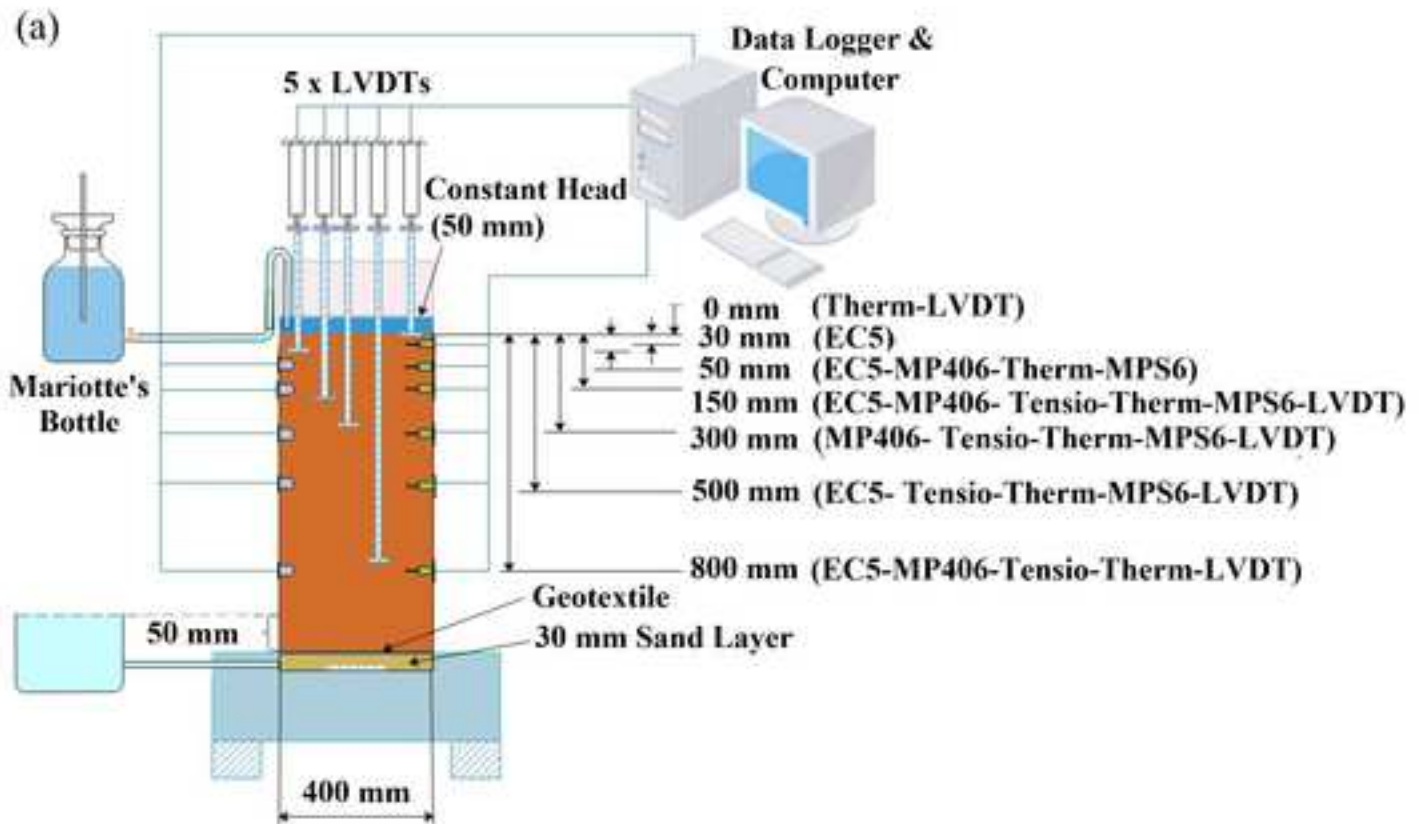 (a)
Data Logger &
Computer
5 x LVDTs
Constant Head
(50 mm)
Mariotte's
Bottle
0 mm (Therm-LVDT)
30 mm (EC5)
50 mm (EC5-MP406-Therm-MPS6)
150 mm (EC5-MP406- Tensio-Therm-MPS6-LVDT)
300 mm (MP406- Tensio-Therm-MPS6-LVDT)
500 mm (EC5- Tensio-Therm-MPS6-LVDT)
800 mm (EC5-MP406-Tensio-Therm-LVDT)
Geotextile
50 mm
30 mm Sand Layer
400 mm